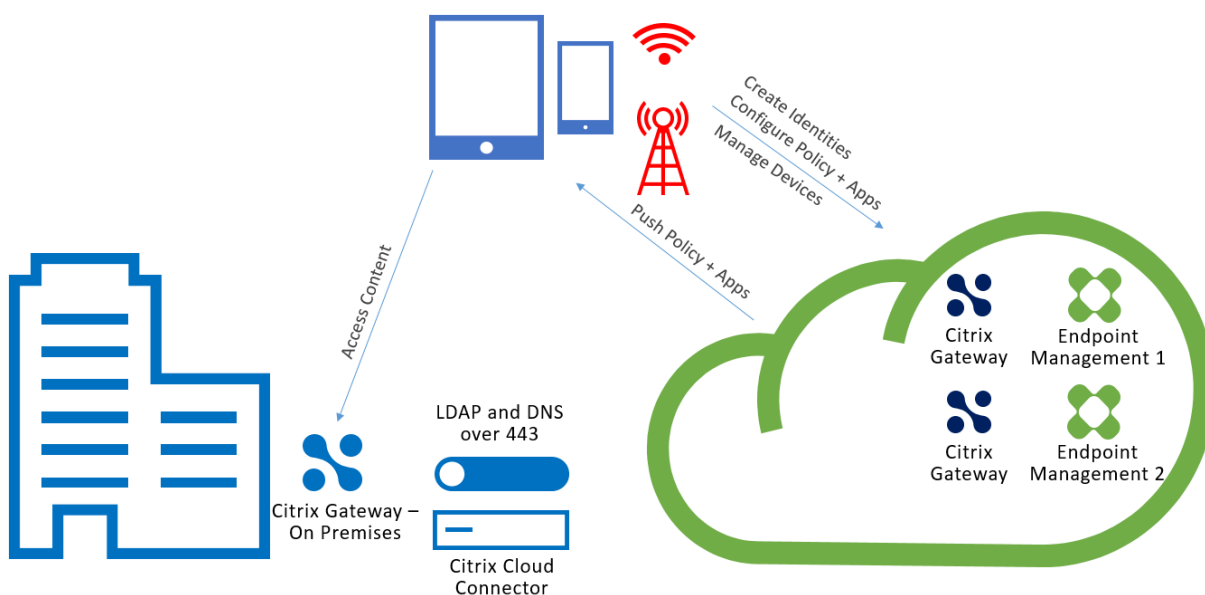 Create Identities
Configure Policy + Apps
Manage Devices
Push Policy + Apps
Access Content
Citrix
Gateway
Endpoint
Management 1
Citrix
Gateway
Endpoint
Management 2
LDAP and DNS
over 443
Citrix Gateway –
On Premises
Citrix Cloud
Connector